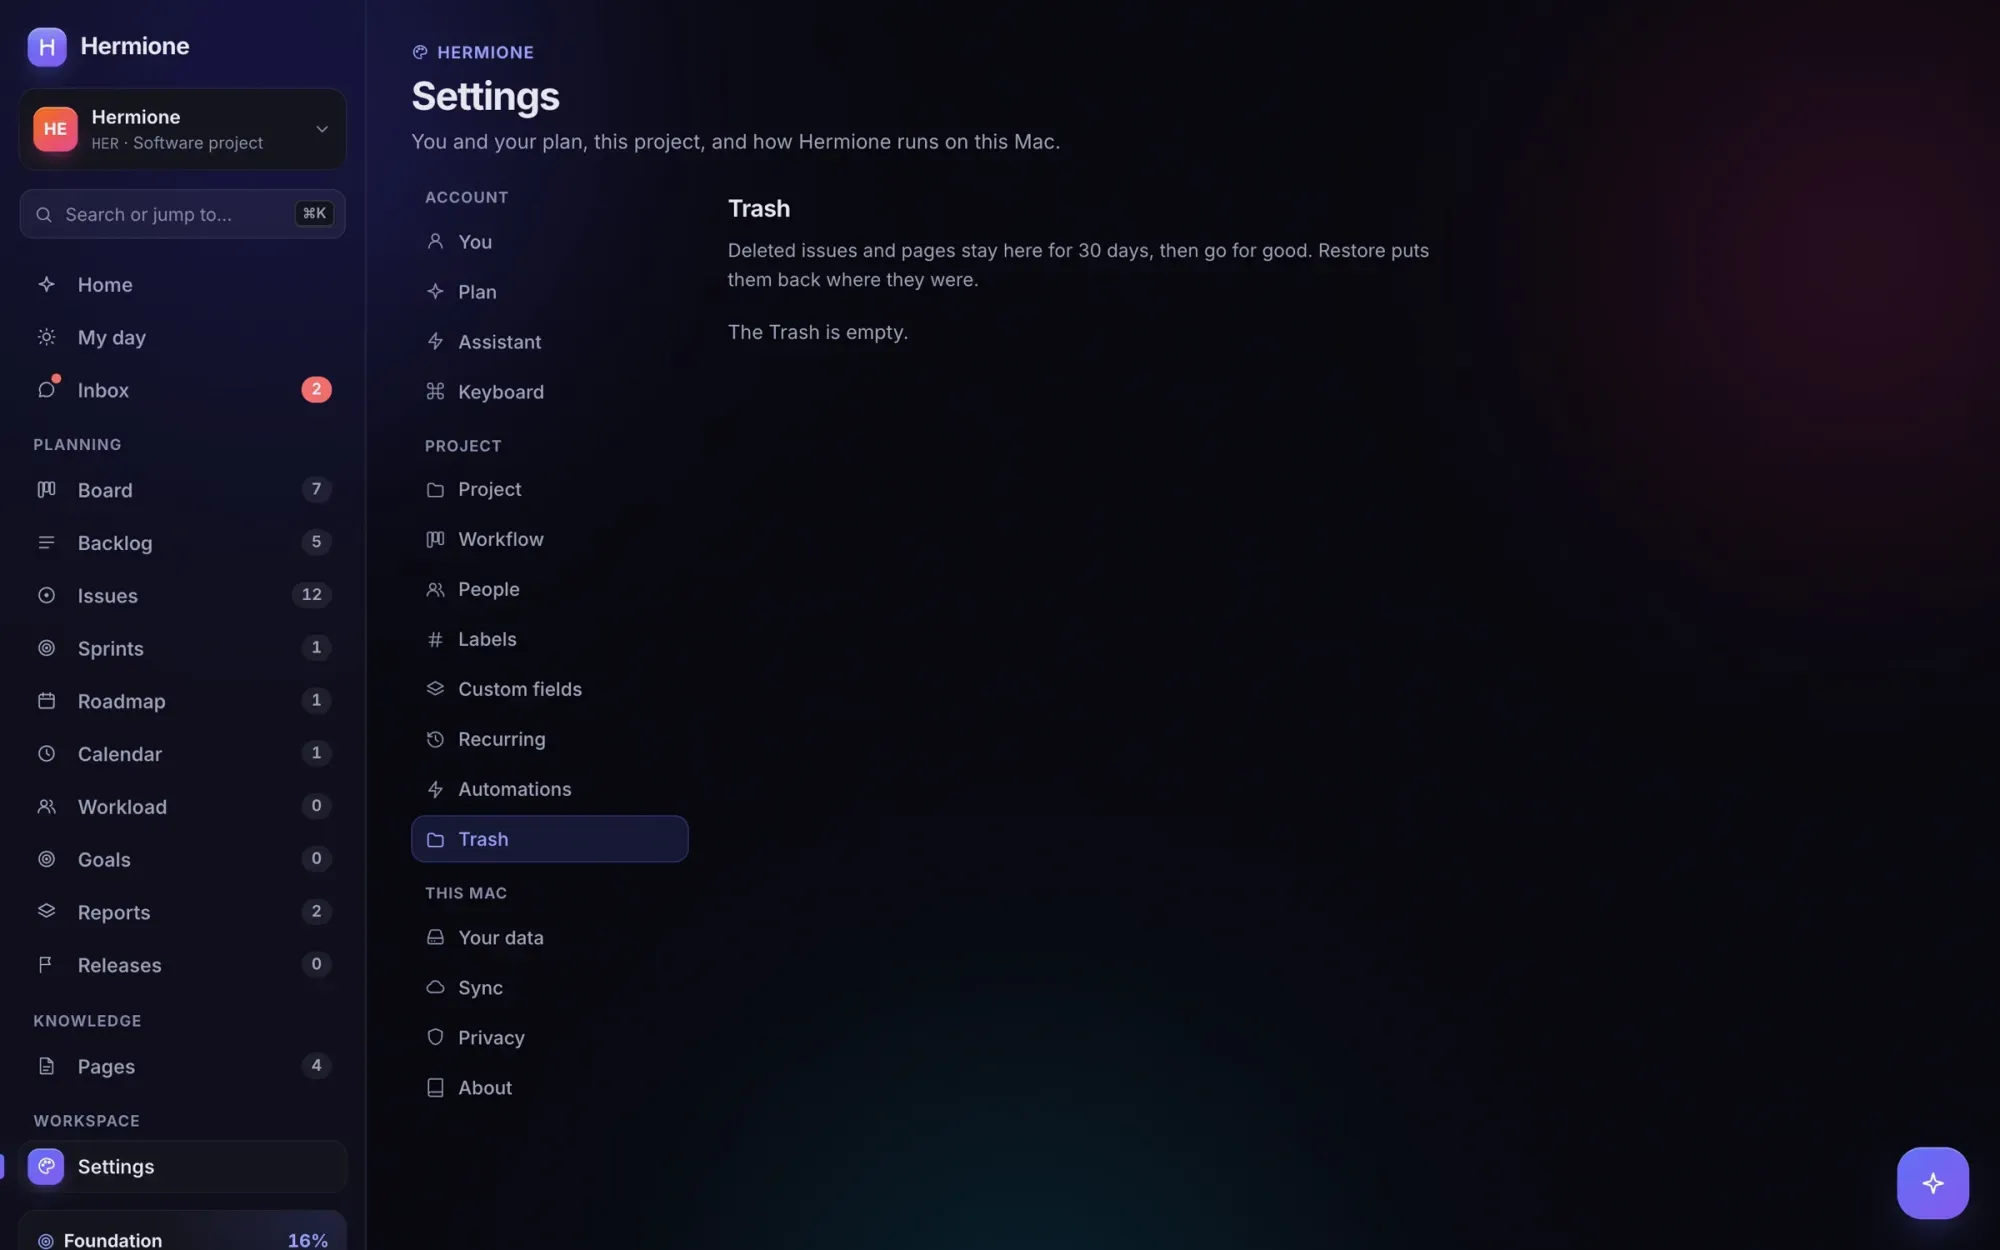 H Hermione
HE Hermione
HER · Software project
Search or jump to... ⌘K
Home
My day
Inbox 2
PLANNING
Board 7
Backlog 5
Issues 12
Sprints 1
Roadmap 1
Calendar 1
Workload 0
Goals 0
Reports 2
Releases 0
KNOWLEDGE
Pages 4
WORKSPACE
Settings
Foundation 16%
HERMIONE
Settings
You and your plan, this project, and how Hermione runs on this Mac.
ACCOUNT
You
Plan
Assistant
Keyboard
PROJECT
Project
Workflow
People
Labels
Custom fields
Recurring
Automations
Trash
THIS MAC
Your data
Sync
Privacy
About
Trash
Deleted issues and pages stay here for 30 days, then go for good. Restore puts
them back where they were.
The Trash is empty.